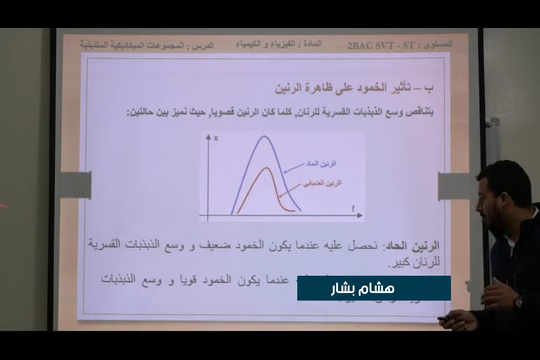 المستوى : 2BAC SVT - ST
المادة : الفيزياء و الكيمياء
الدرس : المجموعات الميكانيكية المتذبذبة
ب – تأثير الخمود على ظاهرة الرنين
يتناقص وسع الذبذبات القسرية للرنان, كلما كان الرنين قصويا, حيث نميز بين حالتين:
x
الرنين الحاد
الرنين الضبابي
f
الرنين الحاد: نحصل عليه عندما يكون الخمود ضعيف و وسع الذبذبات القسرية
للرنان كبير.
عندما يكون الخمود قويا و وسع الذبذبات
هشام بشار